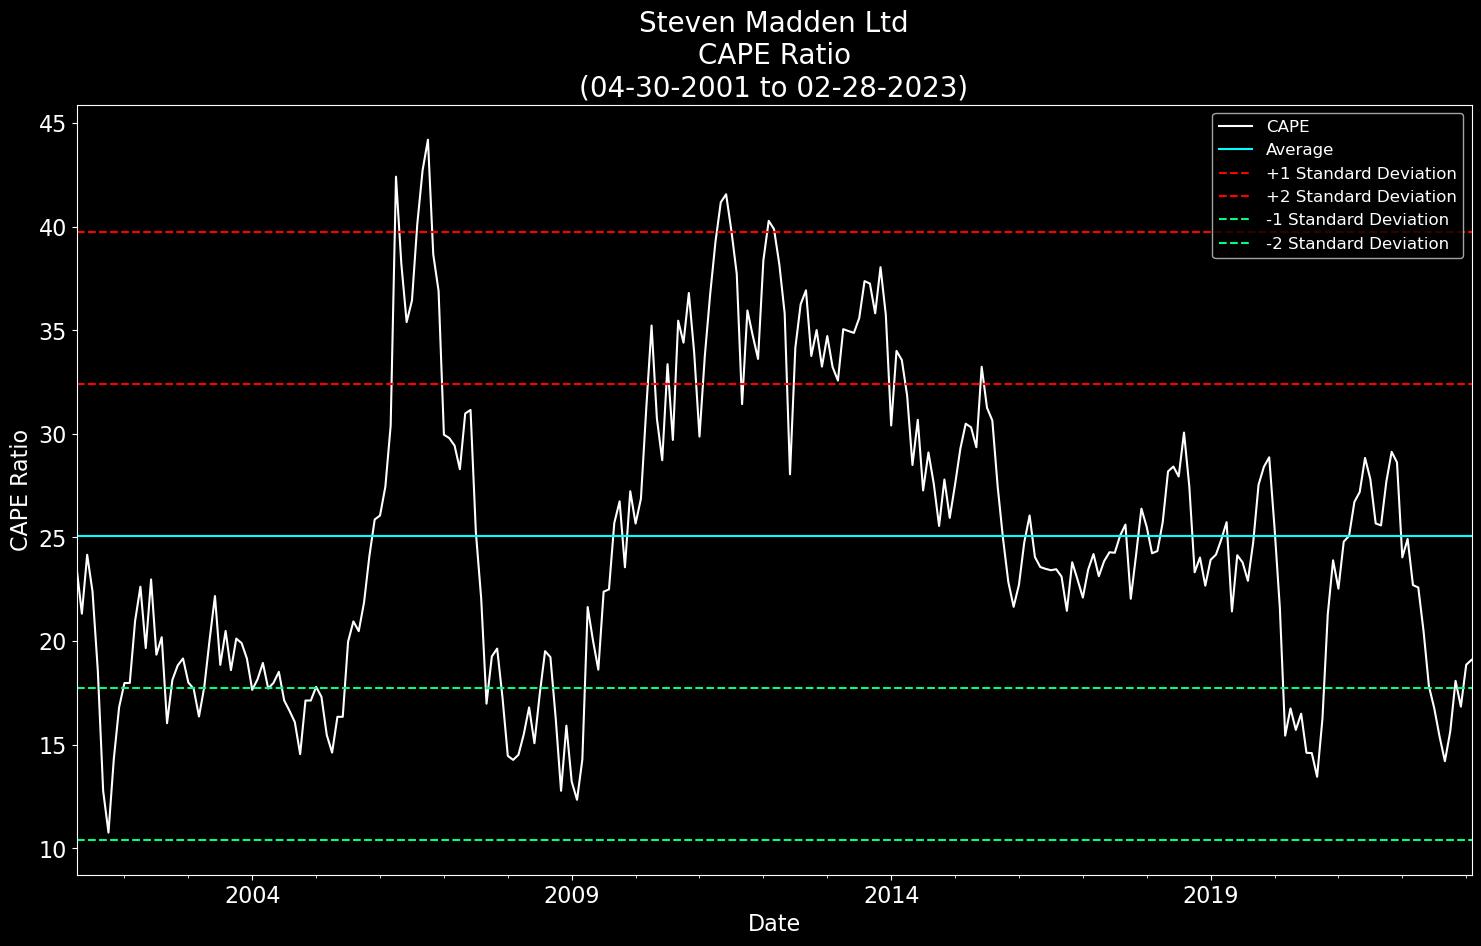 Steven Madden Ltd
CAPE Ratio
(04-30-2001 to 02-28-2023)
CAPE
Average
+1 Standard Deviation
+2 Standard Deviation
-1 Standard Deviation
-2 Standard Deviation
CAPE Ratio
45
40
35
30
25
20
15
10
2004 2009 2014 2019
Date